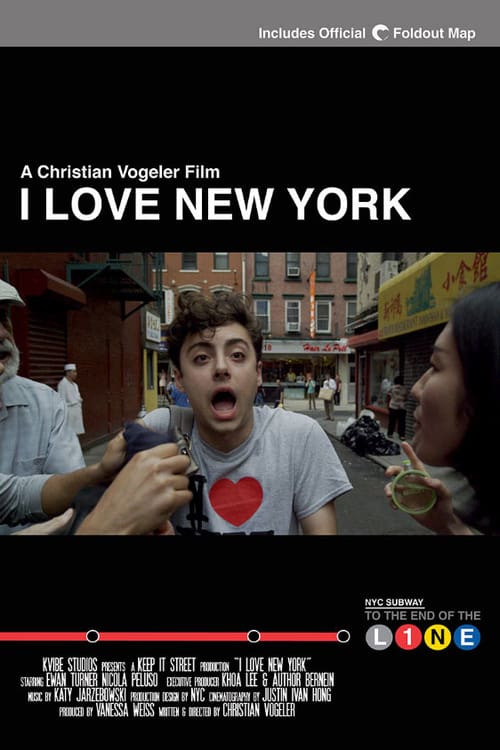 Includes Official Foldout Map
A Christian Vogeler Film
I LOVE NEW YORK
小食館
I
NYC SUBWAY
TO THE END OF THE
L1NE
KVIBE STUDIOS PRESENTS A KEEP IT STREET PRODUCTION "I LOVE NEW YORK"
STARRING EWAN TURNER NICOLA PELUSO EXECUTIVE PRODUCER KHOA LEE & AUTHOR BERNEIN
MUSIC BY KATY JARZEBOWSKI PRODUCTION DESIGN BY NYC CINEMATOGRAPHY BY JUSTIN IVAN HONG
PRODUCED BY VANESSA WEISS WRITTEN & DIRECTED BY CHRISTIAN VOGELER